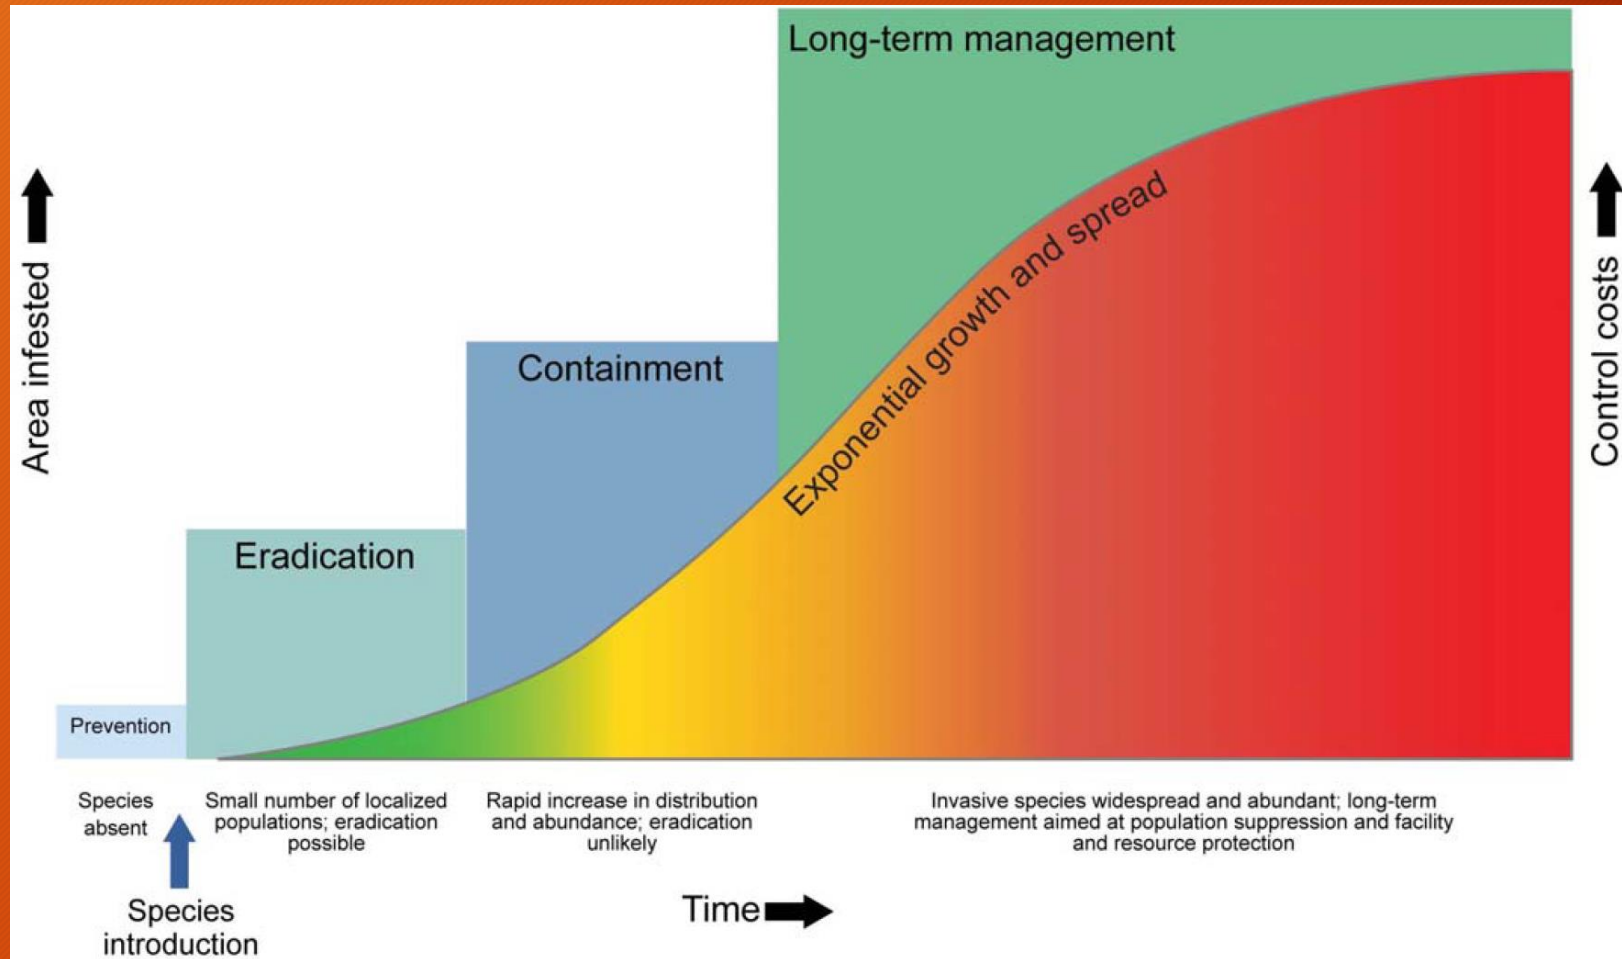 Long-term management
Area infested
Control costs
Exponential growth and spread
Containment
Eradication
Prevention
Species
absent
Small number of localized
populations; eradication
possible
Rapid increase in distribution
and abundance; eradication
unlikely
Invasive species widespread and abundant; long-term
management aimed at population suppression and facility
and resource protection
Species
introduction
Time